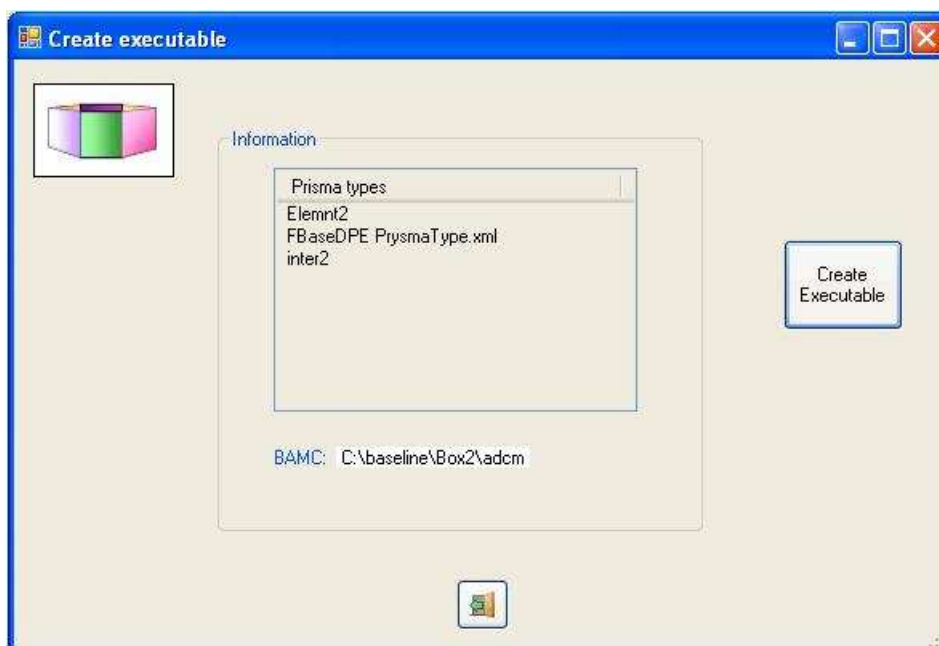 Create executable
Information
Prisma types
Elemnt2
FBaseDPE PrysmaType.xml
inter2
Create
Executable
BAMC: C:\baseline\Box2\adcm